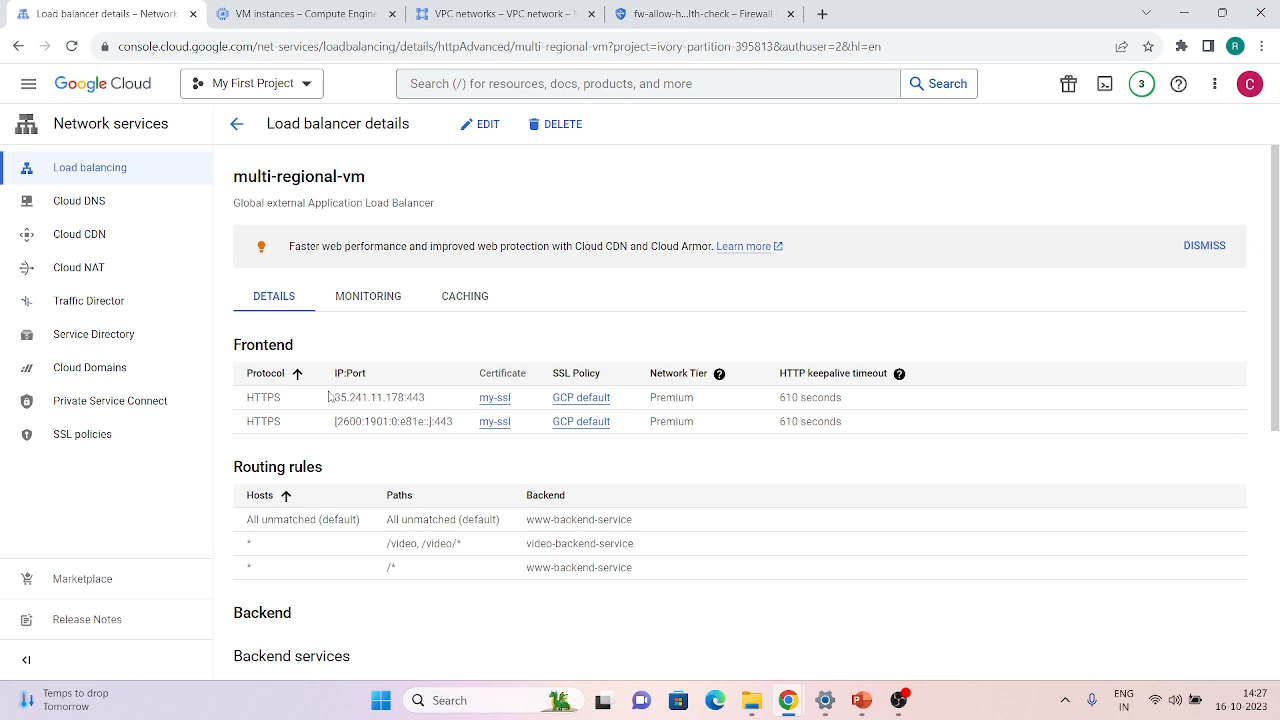 Load balancer details – Network
VM instances – Compute Engine
VPC networks – VPC network –
fw-allow-h...lth-check – Firewall
console.cloud.google.com/net-services/loadbalancing/details/httpAdvanced/multi-regional-vm?project=ivory-partition-395813&authuser=2&hl=en
R
Google Cloud
My First Project
Search (/) for resources, docs, products, and more
Search
3
C
Network services
Load balancer details
EDIT
DELETE
Load balancing
Cloud DNS
Cloud CDN
Cloud NAT
Traffic Director
Service Directory
Cloud Domains
Private Service Connect
SSL policies
Marketplace
Release Notes
multi-regional-vm
Global external Application Load Balancer
Faster web performance and improved web protection with Cloud CDN and Cloud Armor. Learn more
DISMISS
DETAILS MONITORING CACHING
Frontend
Protocol IP:Port Certificate SSL Policy Network Tier HTTP keepalive timeout
HTTPS 35.241.11.178:443 my-ssl GCP default Premium 610 seconds
HTTPS [2600:1901:0:e81e::]:443 my-ssl GCP default Premium 610 seconds
Routing rules
Hosts Paths Backend
All unmatched (default) All unmatched (default) www-backend-service
* /video, /video/* video-backend-service
* /* www-backend-service
Backend
Backend services
Temps to drop
Tomorrow
Search
ENG
IN
14:27
16-10-2023